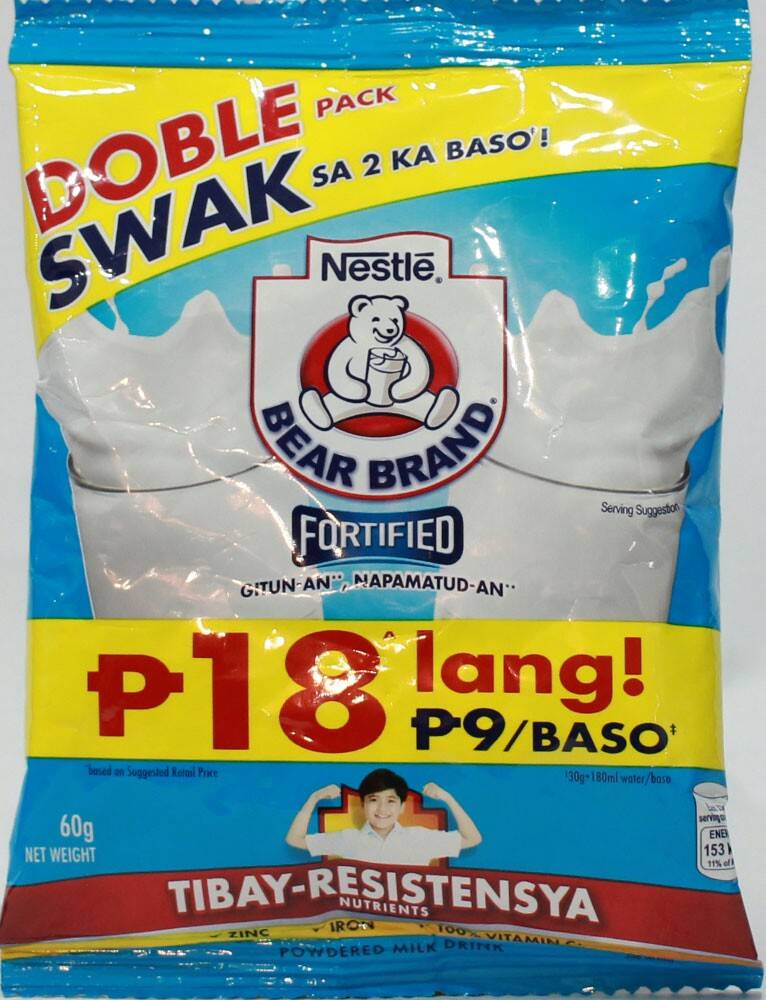 DOBLE PACK
SWAK SA 2 KA BASO‡!
Nestlé®
BEAR BRAND®
FORTIFIED
Serving Suggestion
GITUN-AN**, NAPAMATUD-AN**
₱18^ lang!
₱9/BASO‡
^based on Suggested Retail Price
‡30g+180ml water/baso
60g
NET WEIGHT
153
11% of
TIBAY-RESISTENSYA
NUTRIENTS
ZINC IRON 100% VITAMIN C
POWDERED MILK DRINK